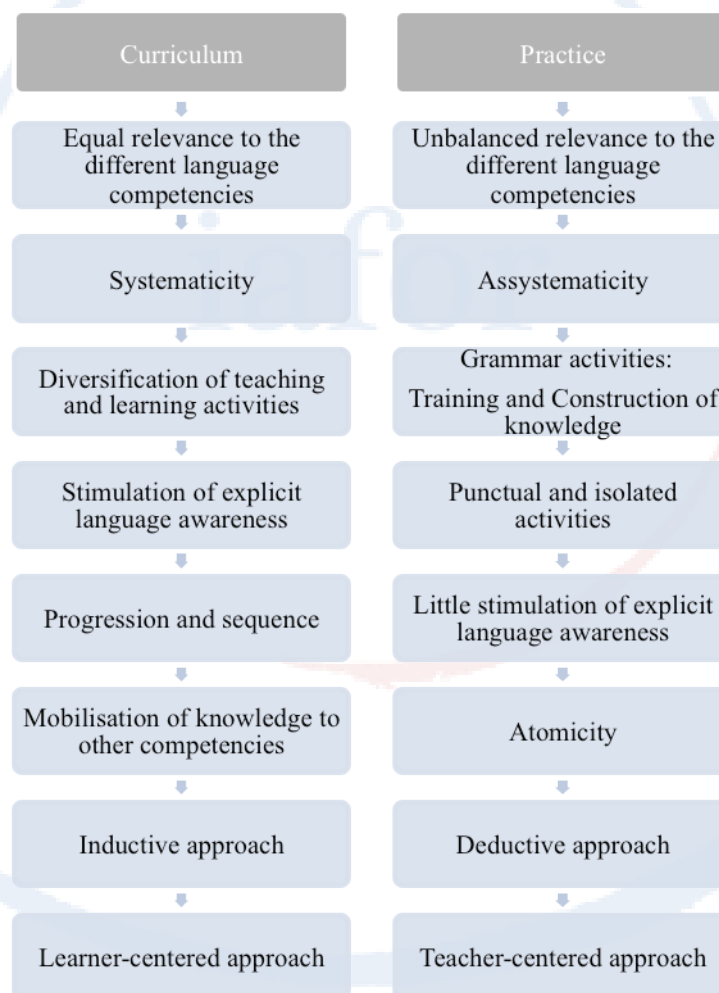 Curriculum
Equal relevance to the
different language
competencies
Systematicity
Diversification of teaching
and learning activities
Stimulation of explicit
language awareness
Progression and sequence
Mobilisation of knowledge to
other competencies
Inductive approach
Learner-centered approach
Practice
Unbalanced relevance to the
different language
competencies
Assystematicity
Grammar activities:
Training and Construction of
knowledge
Punctual and isolated
activities
Little stimulation of explicit
language awareness
Atomicity
Deductive approach
Teacher-centered approach
iafor